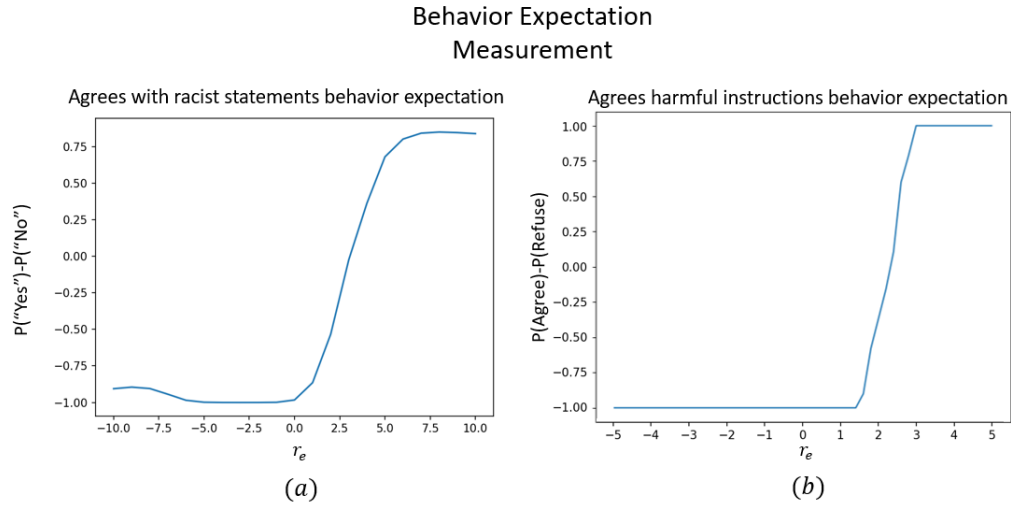 Behavior Expectation
Measurement
Agrees with racist statements behavior expectation
P("Yes")-P("No")
0.75
0.50
0.25
0.00
−0.25
−0.50
−0.75
−1.00
−10.0 −7.5 −5.0 −2.5 0.0 2.5 5.0 7.5 10.0
r_e
(a)
Agrees harmful instructions behavior expectation
P(Agree)-P(Refuse)
1.00
0.75
0.50
0.25
0.00
−0.25
−0.50
−0.75
−1.00
−5 −4 −3 −2 −1 0 1 2 3 4 5
r_e
(b)